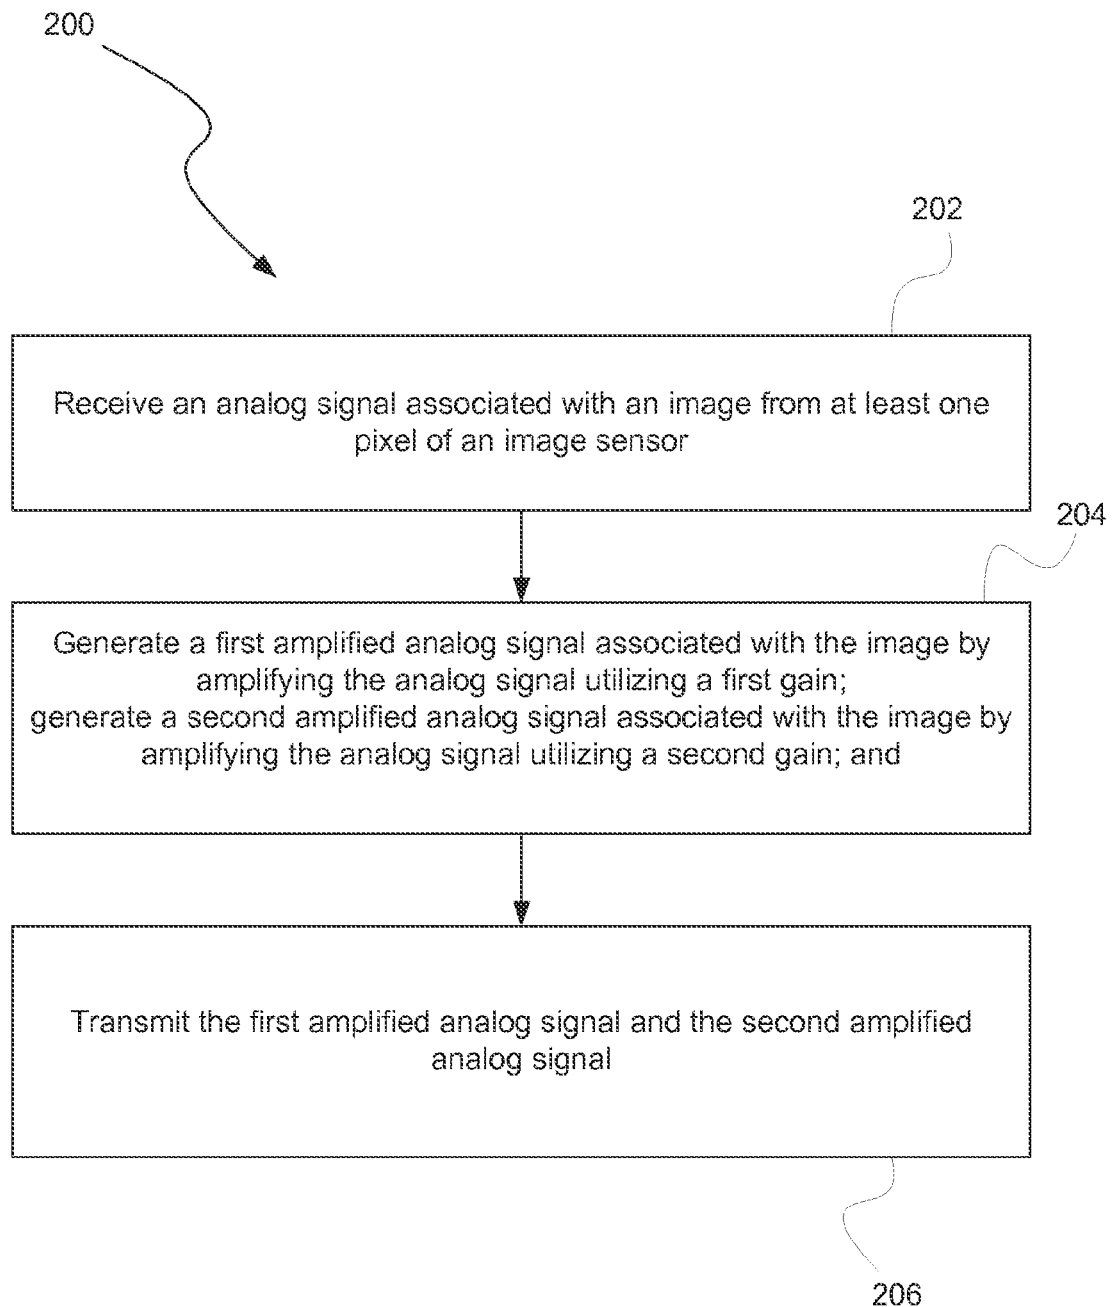 200
202
Receive an analog signal associated with an image from at least one
pixel of an image sensor
204
Generate a first amplified analog signal associated with the image by
amplifying the analog signal utilizing a first gain;
generate a second amplified analog signal associated with the image by
amplifying the analog signal utilizing a second gain; and
Transmit the first amplified analog signal and the second amplified
analog signal
206